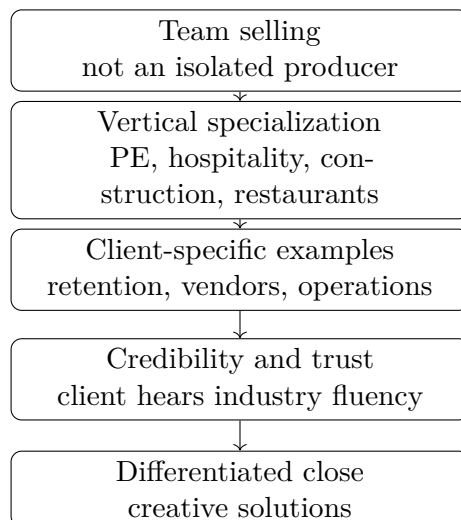 Team selling
not an isolated producer
Vertical specialization
PE, hospitality, con-
struction, restaurants
Client-specific examples
retention, vendors, operations
Credibility and trust
client hears industry fluency
Differentiated close
creative solutions